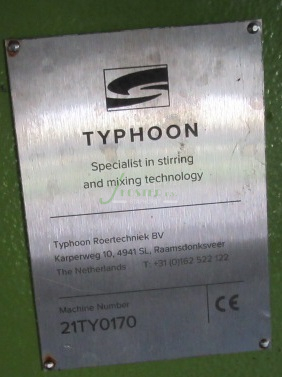 TYPHOON
Specialist in stirring
and mixing technology
Typhoon Roertechniek BV
Karperweg 10, 4941 SL, Raamsdonksveer
The Netherlands T: +31 (0)182 522 122
Machine Number
21TY0170
CE